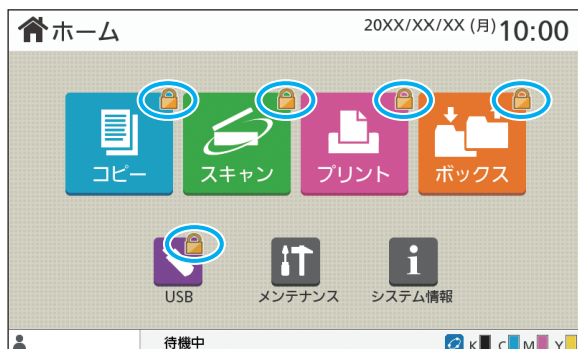 ホーム
20XX/XX/XX (月) 10:00
コピー
スキャン
プリント
ボックス
USB
メンテナンス
システム情報
待機中
K C M Y